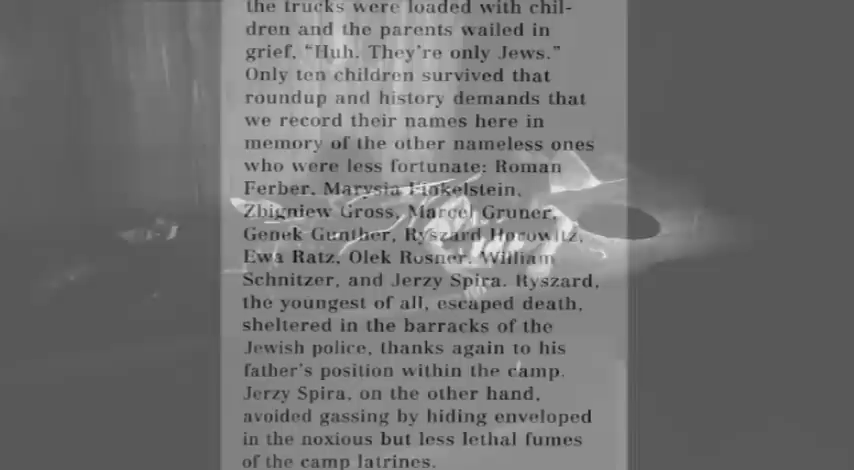 the trucks were loaded with chil-
dren and the parents wailed in
grief, "Huh. They're only Jews."
Only ten children survived that
roundup and history demands that
we record their names here in
memory of the other nameless ones
who were less fortunate: Roman
Ferber, Marysia Finkelstein,
Zbigniew Gross, Marcel Gruner,
Genek Gunther, Ryszard Horowitz,
Ewa Ratz, Olek Rosner, William
Schnitzer, and Jerzy Spira. Ryszard,
the youngest of all, escaped death,
sheltered in the barracks of the
Jewish police, thanks again to his
father's position within the camp.
Jerzy Spira, on the other hand,
avoided gassing by hiding enveloped
in the noxious but less lethal fumes
of the camp latrines.